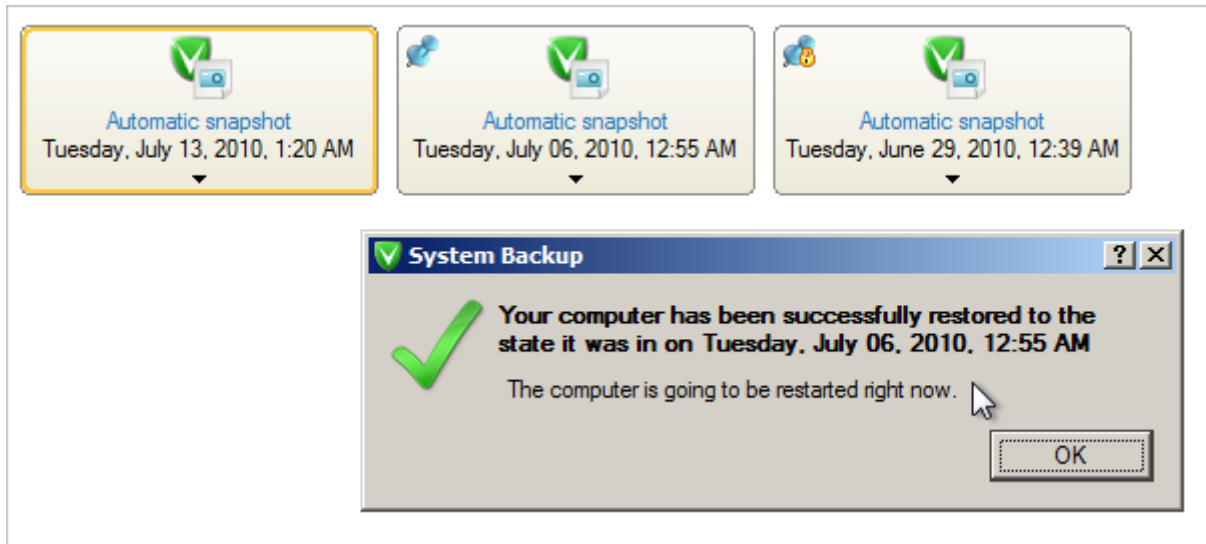 Automatic snapshot
Tuesday, July 13, 2010, 1:20 AM
Automatic snapshot
Tuesday, July 06, 2010, 12:55 AM
Automatic snapshot
Tuesday, June 29, 2010, 12:39 AM
System Backup
Your computer has been successfully restored to the
state it was in on Tuesday, July 06, 2010, 12:55 AM
The computer is going to be restarted right now.
OK